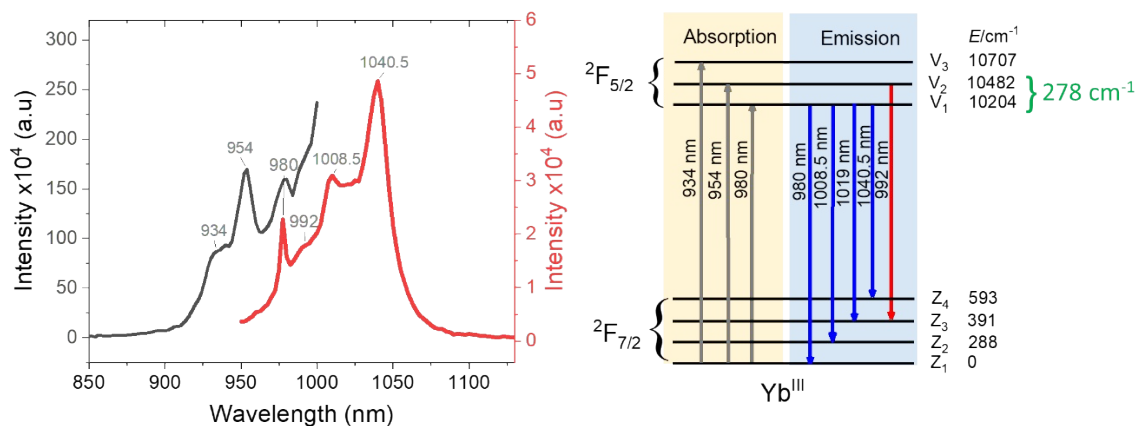 300
250
200
150
100
50
0
Intensity x10⁴ (a.u)
850 900 950 1000 1050 1100
Wavelength (nm)
6
5
4
3
2
1
0
Intensity x10⁴ (a.u)
934
954
980
992
1008.5
1040.5
Absorption Emission E/cm⁻¹
²F₅/₂
V₃ 10707
V₂ 10482
V₁ 10204
278 cm⁻¹
934 nm
954 nm
980 nm
980 nm
1008.5 nm
1019 nm
1040.5 nm
992 nm
²F₇/₂
Z₄ 593
Z₃ 391
Z₂ 288
Z₁ 0
Ybᴵᴵᴵ